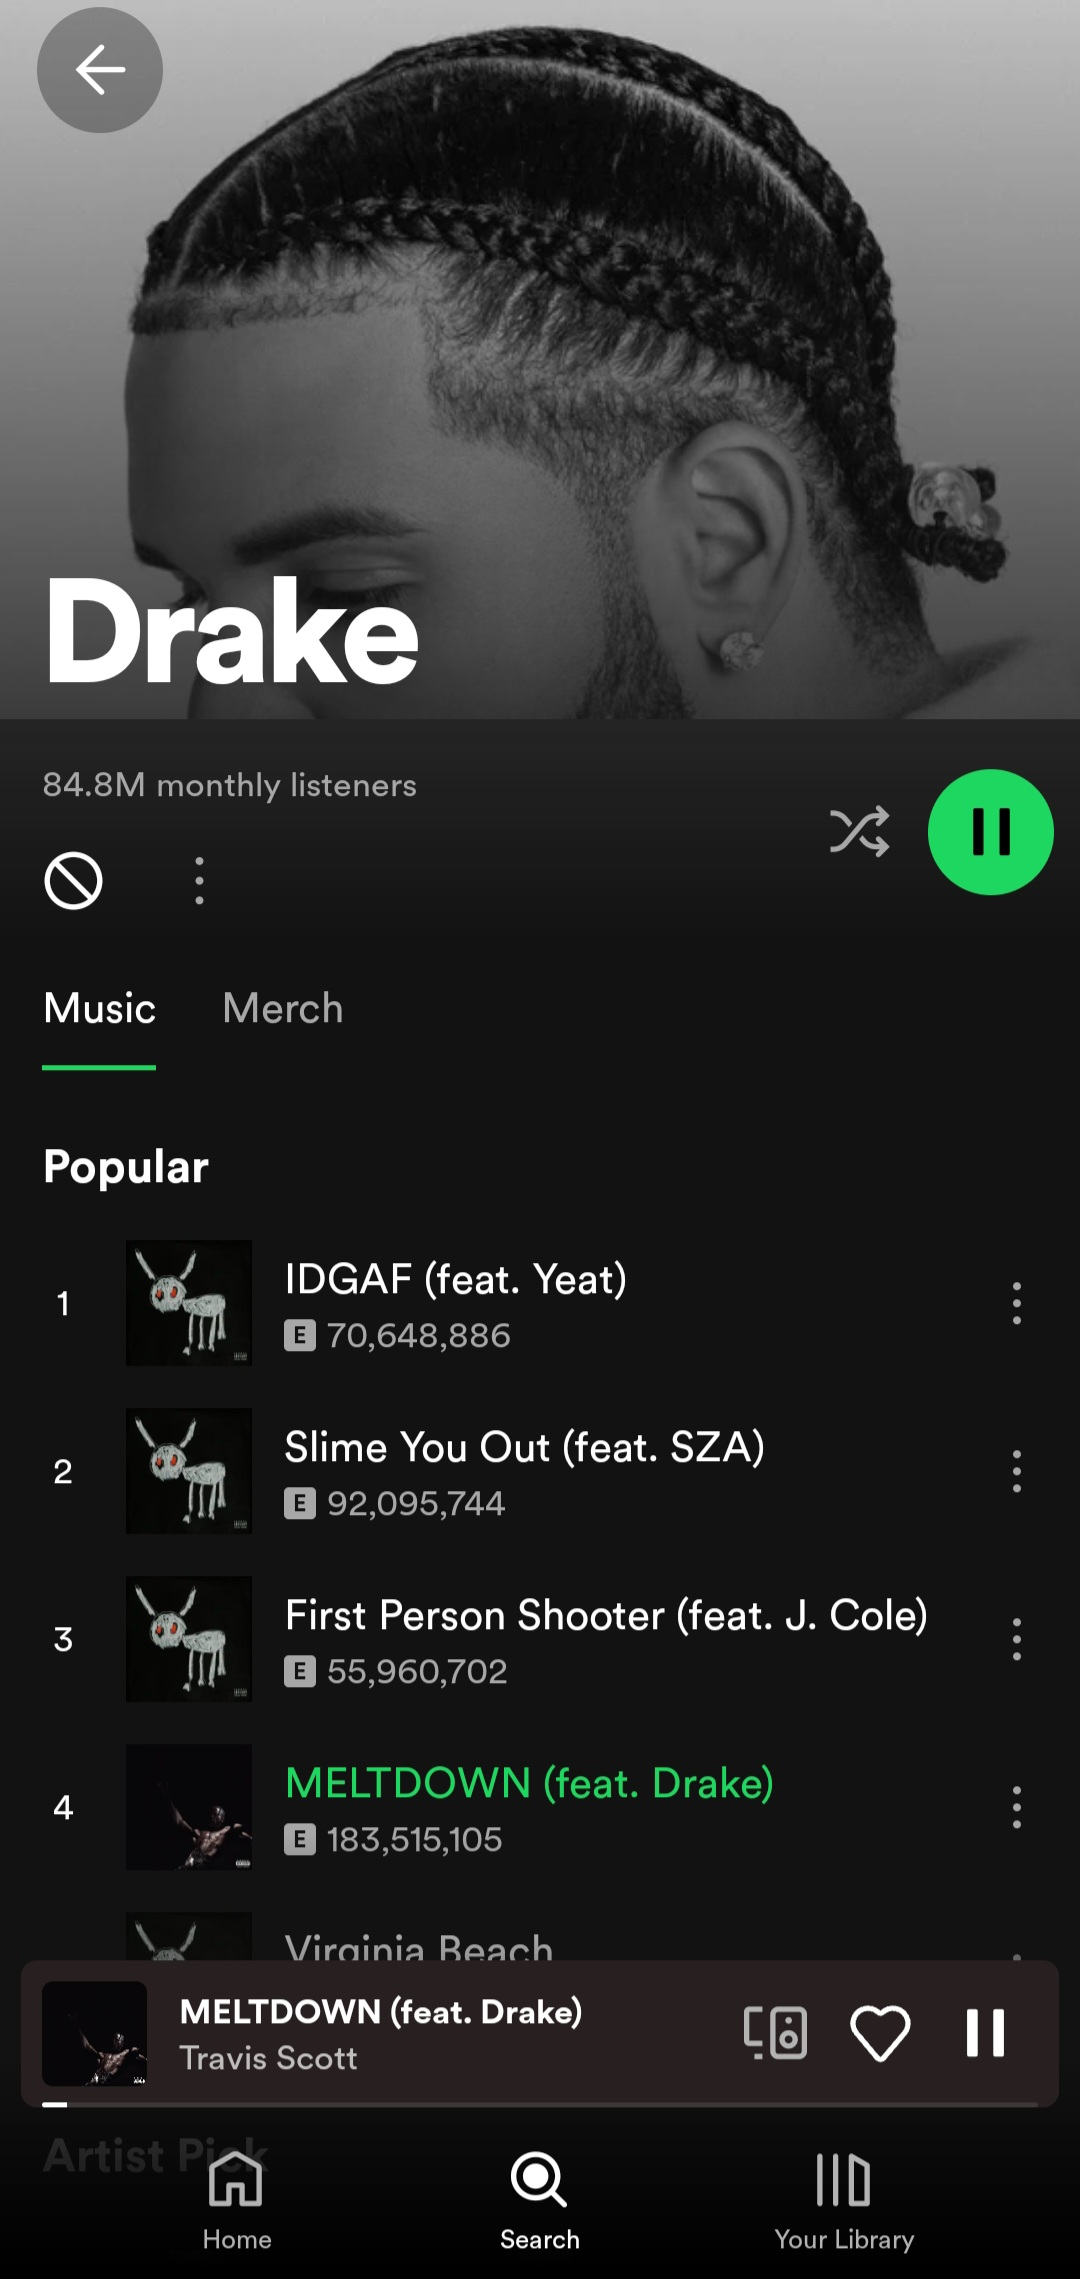 Drake
84.8M monthly listeners
Music Merch
Popular
1 IDGAF (feat. Yeat)
E 70,648,886
2 Slime You Out (feat. SZA)
E 92,095,744
3 First Person Shooter (feat. J. Cole)
E 55,960,702
4 MELTDOWN (feat. Drake)
E 183,515,105
Virginia Beach
MELTDOWN (feat. Drake)
Travis Scott
Artist Pick
Home Search Your Library